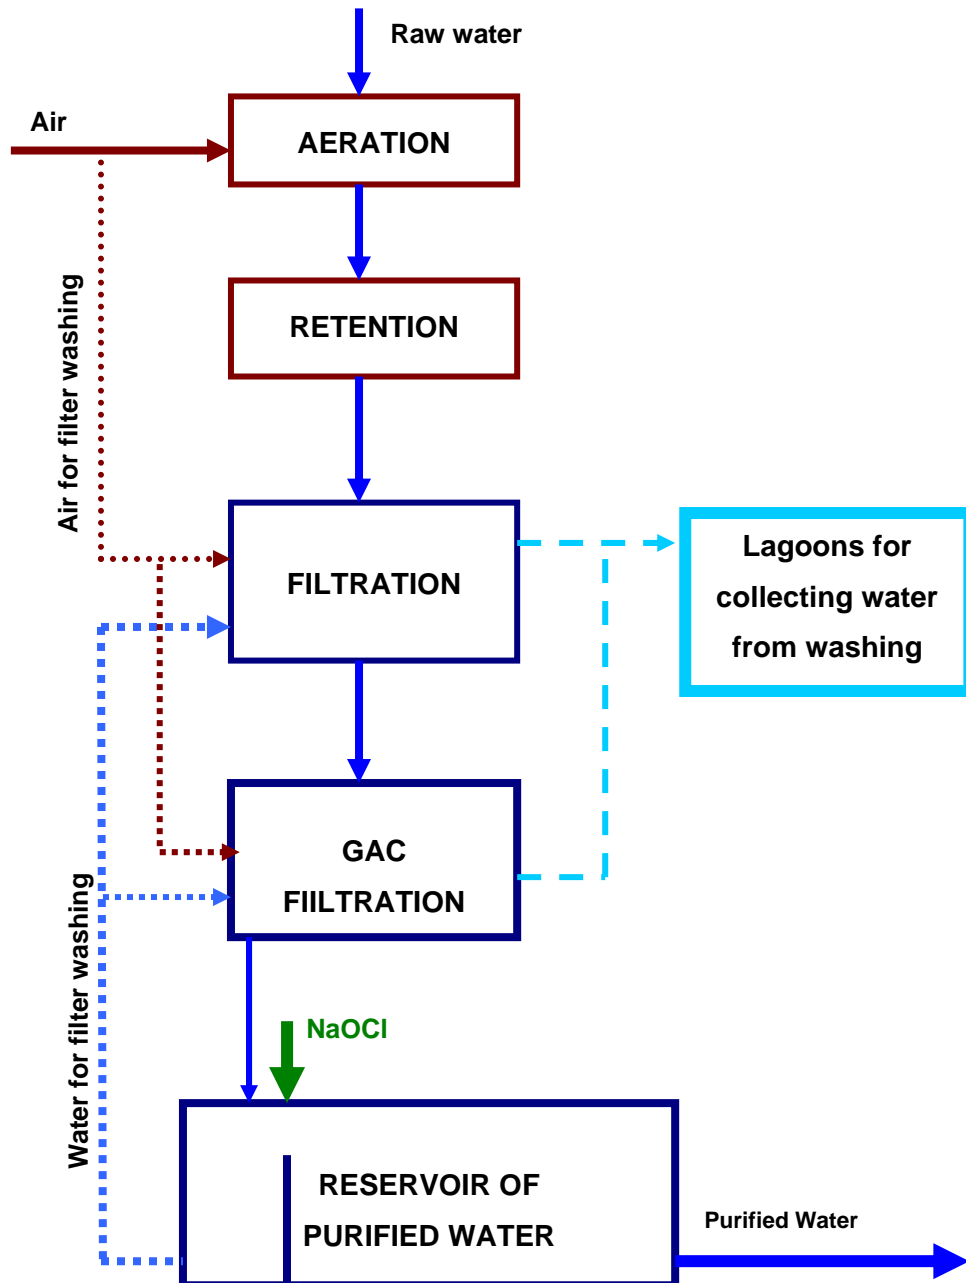 Raw water
Air
AERATION
RETENTION
Air for filter washing
FILTRATION
Lagoons for
collecting water
from washing
GAC
FIILTRATION
Water for filter washing
NaOCl
RESERVOIR OF
PURIFIED WATER
Purified Water